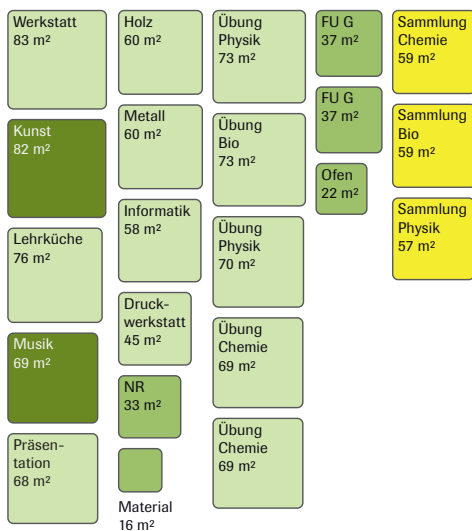 Werkstatt
83 m²
Kunst
82 m²
Lehrküche
76 m²
Musik
69 m²
Präsen-
tation
68 m²
Holz
60 m²
Metall
60 m²
Informatik
58 m²
Druck-
werkstatt
45 m²
NR
33 m²
Material
16 m²
Übung
Physik
73 m²
Übung
Bio
73 m²
Übung
Physik
70 m²
Übung
Chemie
69 m²
Übung
Chemie
69 m²
FU G
37 m²
FU G
37 m²
Ofen
22 m²
Sammlung
Chemie
59 m²
Sammlung
Bio
59 m²
Sammlung
Physik
57 m²